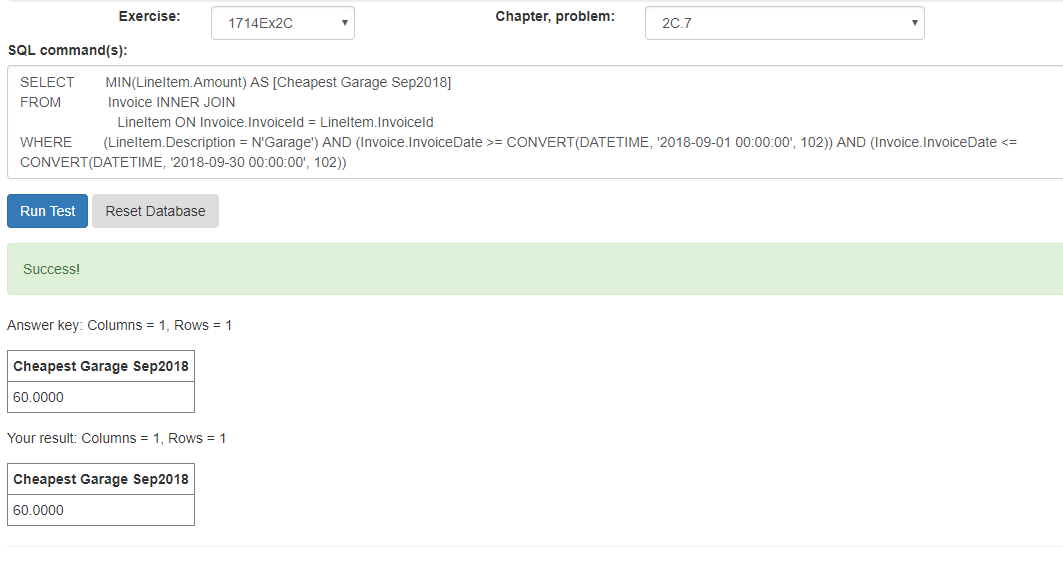 Exercise: 1714Ex2C Chapter, problem: 2C.7
SQL command(s):
SELECT MIN(LineItem.Amount) AS [Cheapest Garage Sep2018]
FROM Invoice INNER JOIN
LineItem ON Invoice.InvoiceId = LineItem.InvoiceId
WHERE (LineItem.Description = N'Garage') AND (Invoice.InvoiceDate >= CONVERT(DATETIME, '2018-09-01 00:00:00', 102)) AND (Invoice.InvoiceDate <=
CONVERT(DATETIME, '2018-09-30 00:00:00', 102))
Run Test Reset Database
Success!
Answer key: Columns = 1, Rows = 1
Cheapest Garage Sep2018
60.0000
Your result: Columns = 1, Rows = 1
Cheapest Garage Sep2018
60.0000